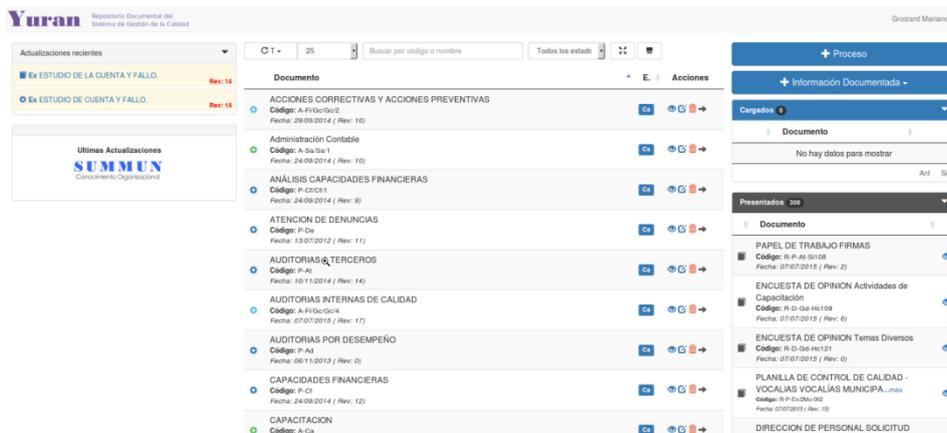 Yuran
Repositorio Documental del
Sistema de Gestión de la Calidad
Groizard Mariano
Actualizaciones recientes
Ex ESTUDIO DE LA CUENTA Y FALLO.
Rev: 14
Ex ESTUDIO DE CUENTA Y FALLO.
Rev: 14
Ultimas Actualizaciones
SUMMUN
Conocimiento Organizacional
T
25
Buscar por código o nombre
Todos los estadc
Documento E. Acciones
ACCIONES CORRECTIVAS Y ACCIONES PREVENTIVAS
Código: A-Fi/Gc/Gc/2
Fecha: 29/05/2014 ( Rev: 10)
Ca
Administración Contable
Código: A-Sa/Sa/1
Fecha: 24/09/2014 ( Rev: 10)
Ca
ANÁLISIS CAPACIDADES FINANCIERAS
Código: P-Cf/Cf/1
Fecha: 24/09/2014 ( Rev: 9)
Ca
ATENCION DE DENUNCIAS
Código: P-De
Fecha: 13/07/2012 ( Rev: 11)
Ca
AUDITORIAS TERCEROS
Código: P-At
Fecha: 10/11/2014 ( Rev: 14)
Ca
AUDITORIAS INTERNAS DE CALIDAD
Código: A-Fi/Gc/Gc/4
Fecha: 07/07/2015 ( Rev: 17)
Ca
AUDITORIAS POR DESEMPEÑO
Código: P-Ad
Fecha: 06/11/2013 ( Rev: 0)
Ca
CAPACIDADES FINANCIERAS
Código: P-Cf
Fecha: 24/09/2014 ( Rev: 12)
Ca
CAPACITACION
Código: A-Ca
Ca
+ Proceso
+ Información Documentada
Cargados 0
Documento
No hay datos para mostrar
Ant
Presentados 308
Documento
PAPEL DE TRABAJO FIRMAS
Código: R-P-At-Si108
Fecha: 07/07/2015 ( Rev: 2)
ENCUESTA DE OPINION Actividades de
Capacitación
Código: R-D-Gd-Hc109
Fecha: 07/07/2015 ( Rev: 6)
ENCUESTA DE OPINION Temas Diversos
Código: R-D-Gd-Hc121
Fecha: 07/07/2015 ( Rev: 0)
PLANILLA DE CONTROL DE CALIDAD -
VOCALIAS VOCALÍAS MUNICIPA...más
Código: R-P-Ex/2Mu-002
Fecha: 07/07/2015 ( Rev: 15)
DIRECCION DE PERSONAL SOLICITUD